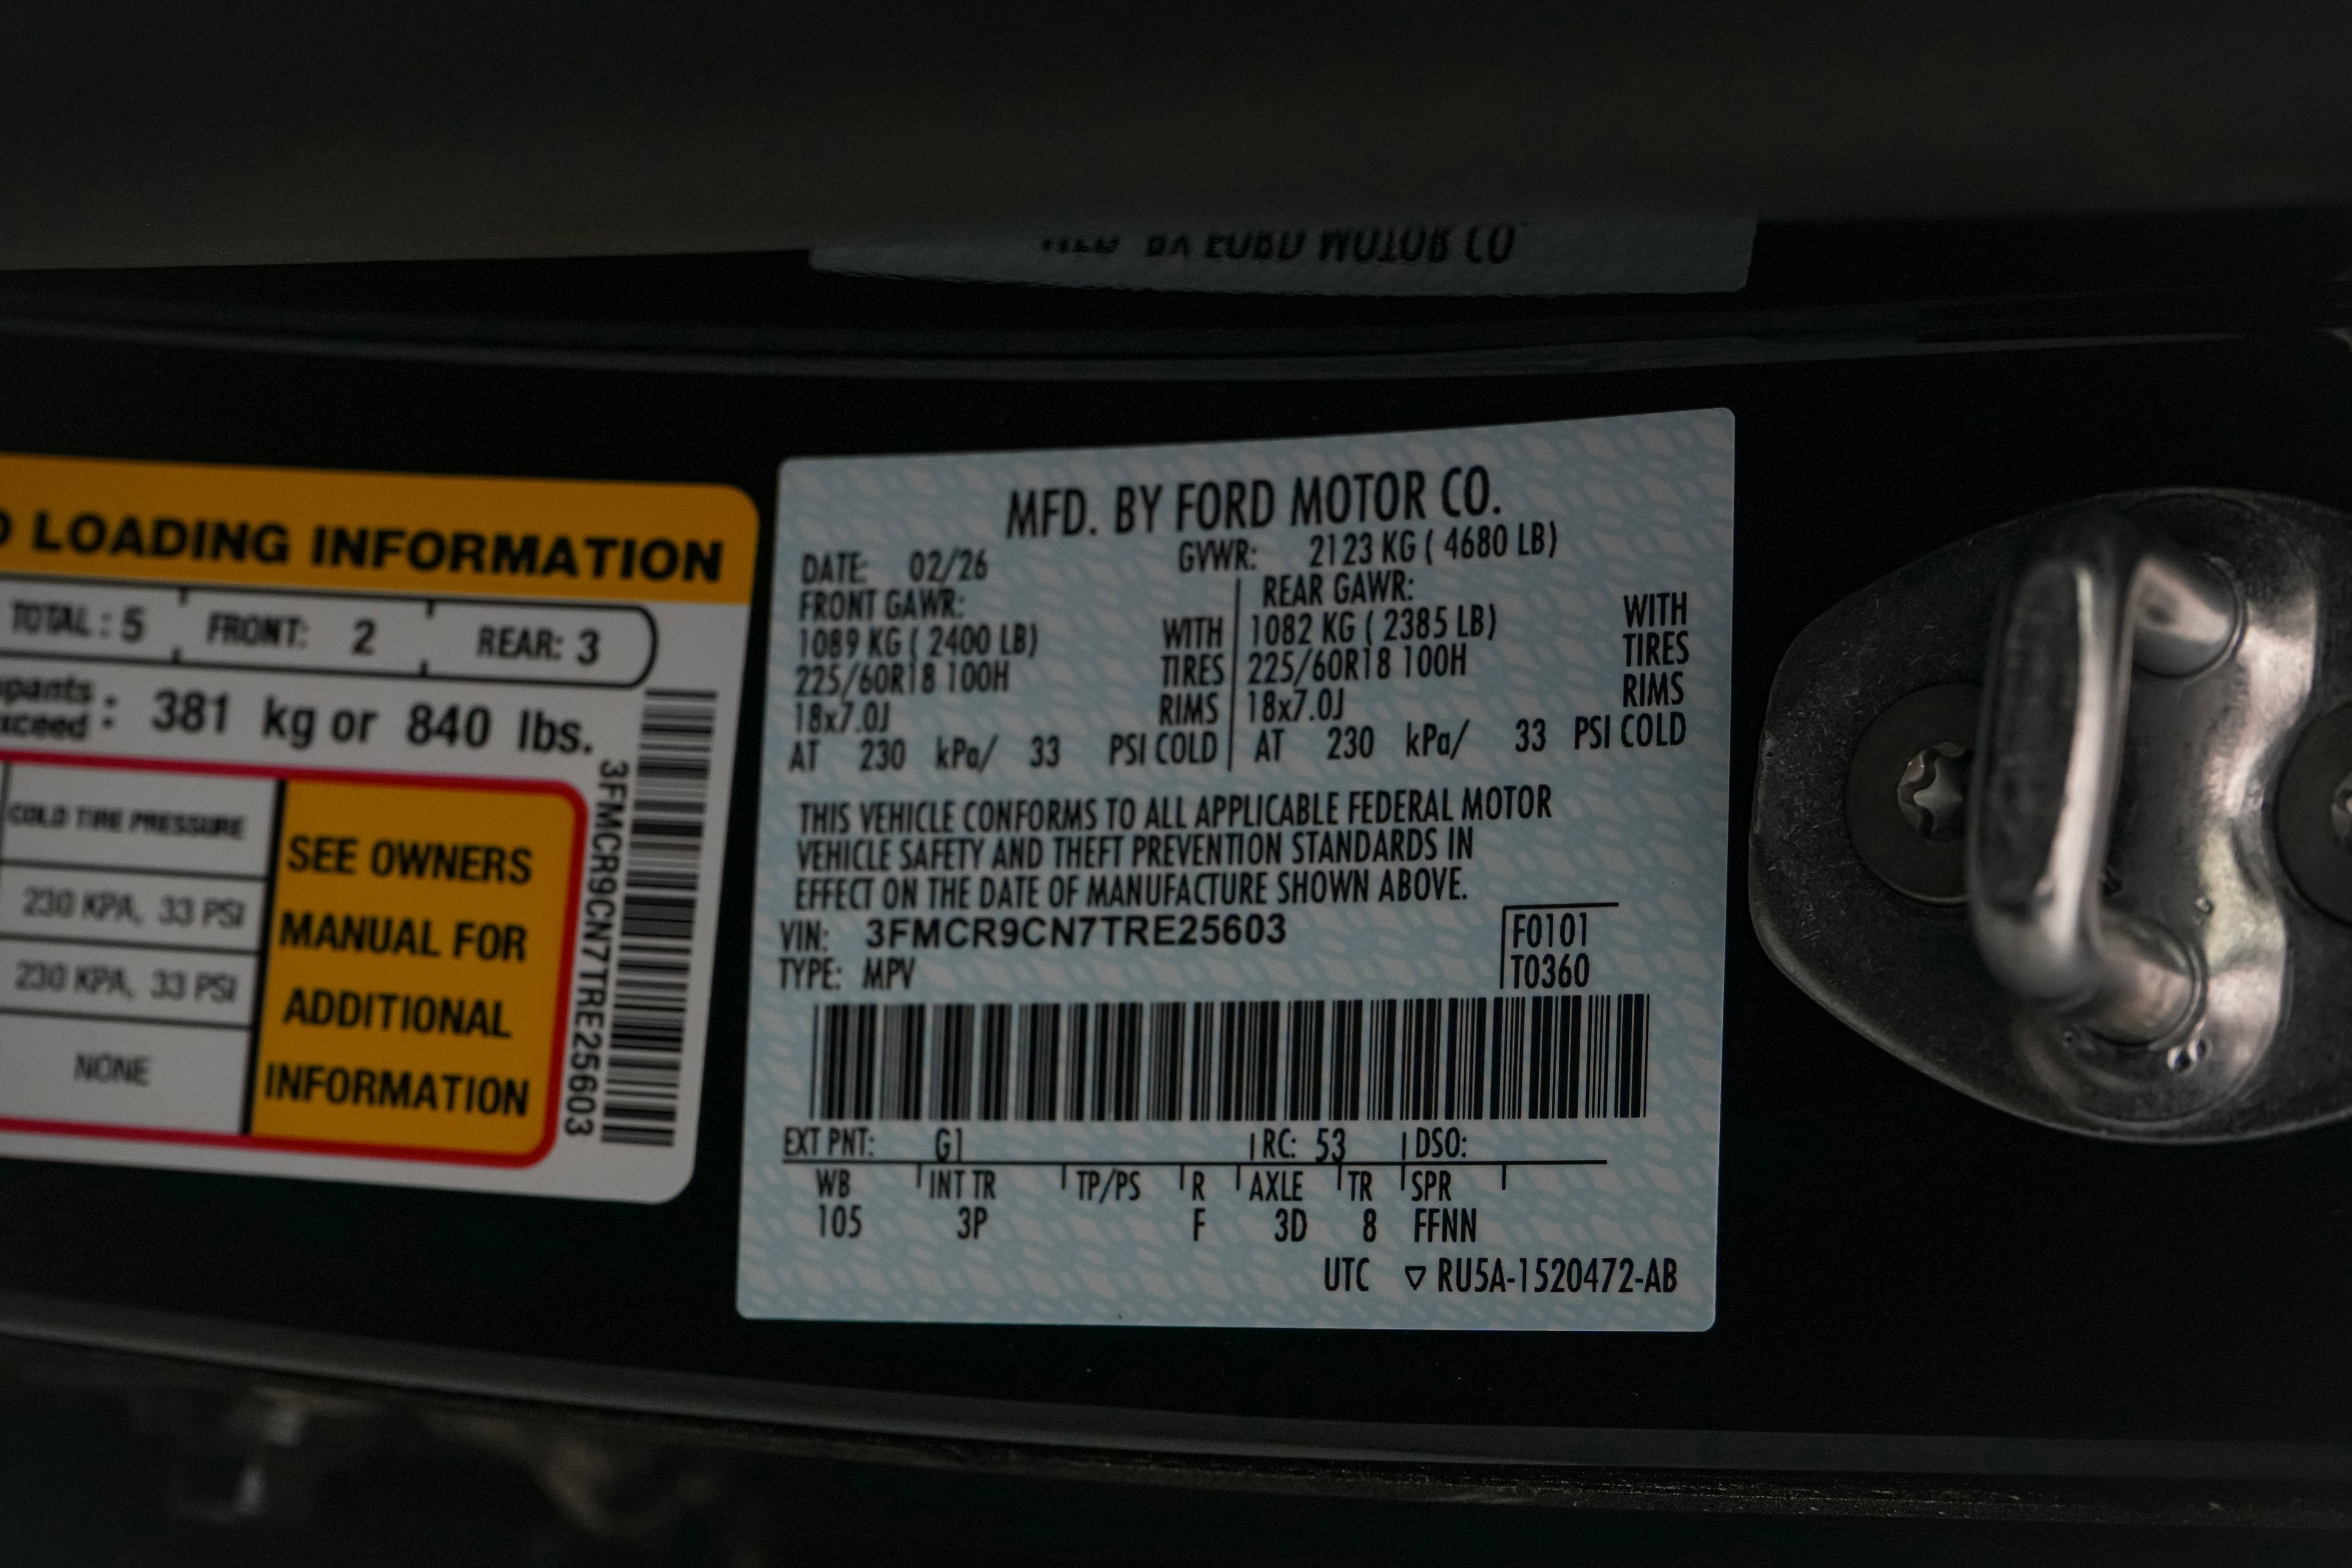 MFD. BY FORD MOTOR CO.
LOADING INFORMATION
TOTAL : 5 FRONT: 2 REAR: 3
: 381 kg or 840 lbs.
COLD TIRE PRESSURE
230 KPA, 33 PSI
230 KPA, 33 PSI
NONE
SEE OWNERS
MANUAL FOR
ADDITIONAL
INFORMATION
3FMCR9CN7TRE25603
MFD. BY FORD MOTOR CO.
DATE: 02/26 GVWR: 2123 KG ( 4680 LB)
FRONT GAWR: REAR GAWR:
1089 KG ( 2400 LB) WITH 1082 KG ( 2385 LB) WITH
225/60R18 100H TIRES 225/60R18 100H TIRES
18x7.0J RIMS 18x7.0J RIMS
AT 230 kPa/ 33 PSI COLD AT 230 kPa/ 33 PSI COLD
THIS VEHICLE CONFORMS TO ALL APPLICABLE FEDERAL MOTOR
VEHICLE SAFETY AND THEFT PREVENTION STANDARDS IN
EFFECT ON THE DATE OF MANUFACTURE SHOWN ABOVE.
VIN: 3FMCR9CN7TRE25603 F0101
TYPE: MPV T0360
EXT PNT: G1 RC: 53 DSO:
WB INT TR TP/PS R AXLE TR SPR
105 3P F 3D 8 FFNN
UTC ▽ RU5A-1520472-AB